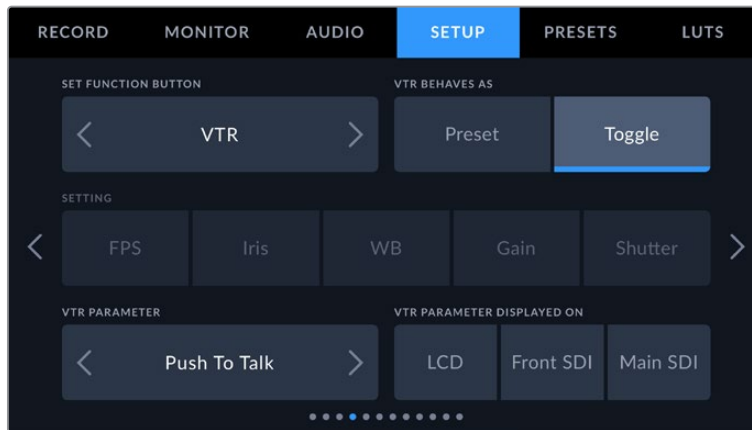 RECORD MONITOR AUDIO SETUP PRESETS LUTS
SET FUNCTION BUTTON VTR BEHAVES AS
VTR Preset Toggle
SETTING
FPS Iris WB Gain Shutter
VTR PARAMETER VTR PARAMETER DISPLAYED ON
Push To Talk LCD Front SDI Main SDI